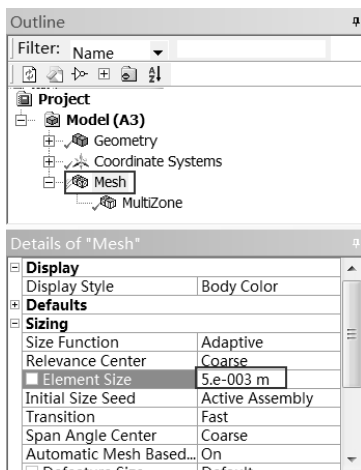 Outline
Filter: Name
Project
Model (A3)
Geometry
Coordinate Systems
Mesh
MultiZone
Details of "Mesh"
Display
Display Style Body Color
Defaults
Sizing
Size Function Adaptive
Relevance Center Coarse
Element Size 5.e-003 m
Initial Size Seed Active Assembly
Transition Fast
Span Angle Center Coarse
Automatic Mesh Based... On
Defeature Size Default